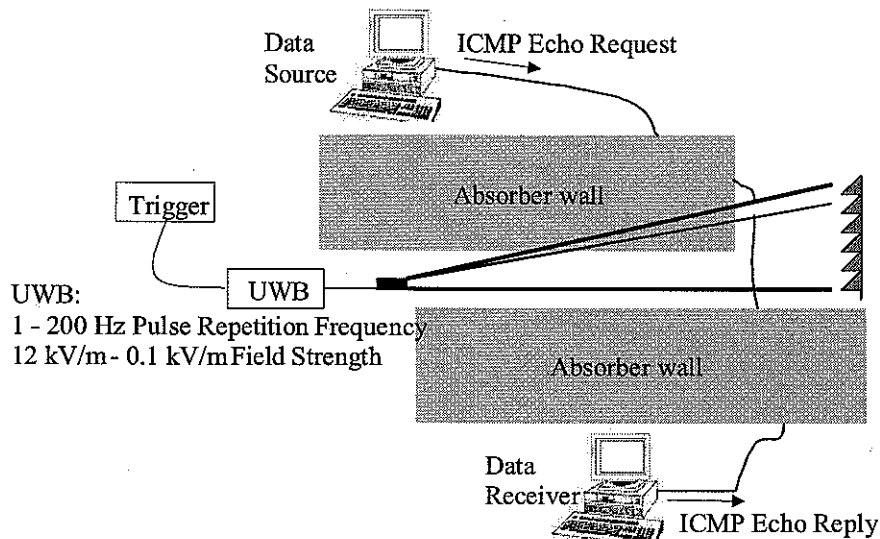 Data
Source
ICMP Echo Request
Absorber wall
Trigger
UWB
UWB:
1 - 200 Hz Pulse Repetition Frequency
12 kV/m - 0.1 kV/m Field Strength
Absorber wall
Data
Receiver
ICMP Echo Reply